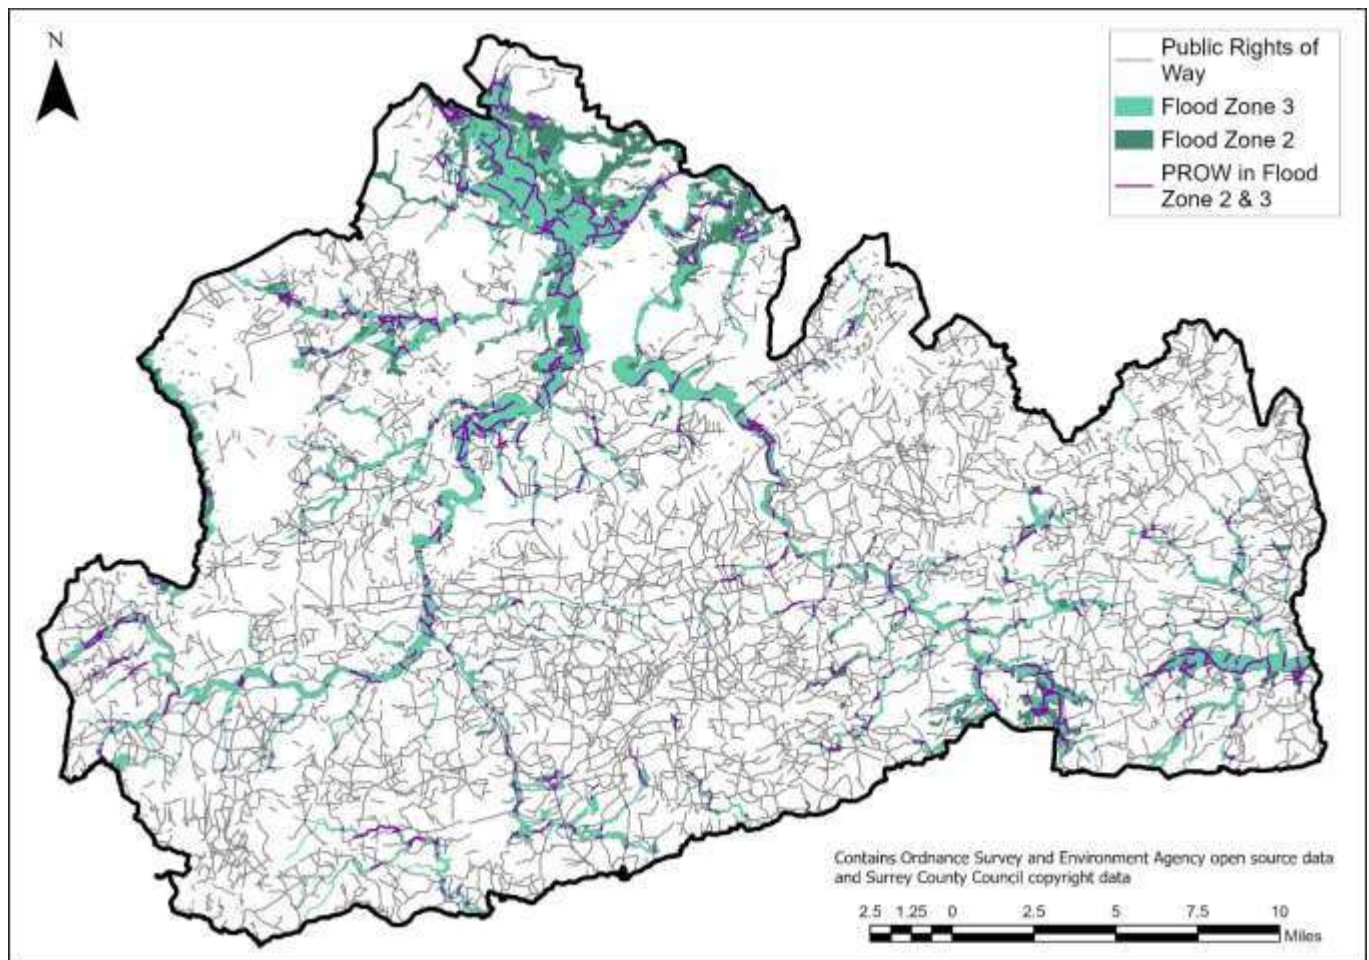 N
Public Rights of
Way
Flood Zone 3
Flood Zone 2
PROW in Flood
Zone 2 & 3
Contains Ordnance Survey and Environment Agency open source data
and Surrey County Council copyright data
2.5 1.25 0 2.5 5 7.5 10
Miles